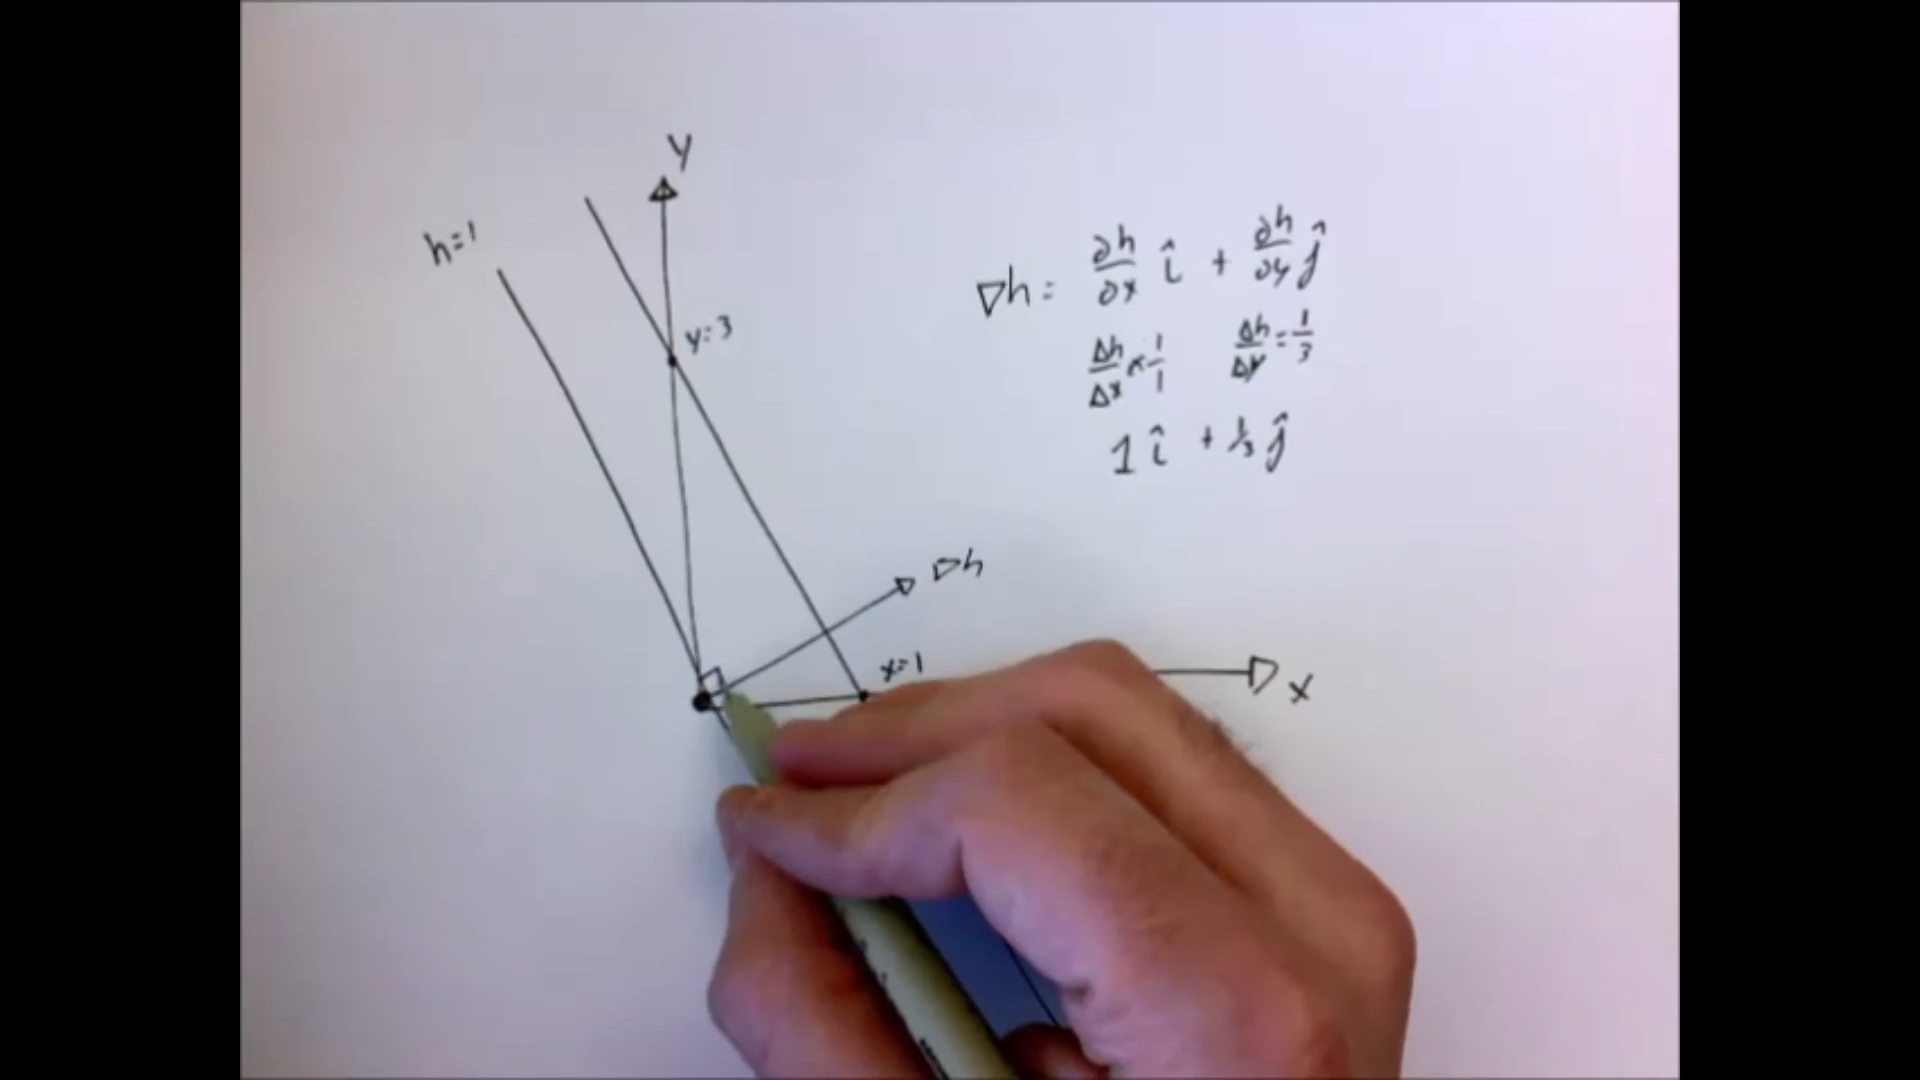 y
h=1
y=3
∇h = ∂h/∂x î + ∂h/∂y ĵ
Δh/Δx = 1/1 Δh/Δy = 1/3
1 î + 1/3 ĵ
∇h
x=1
x